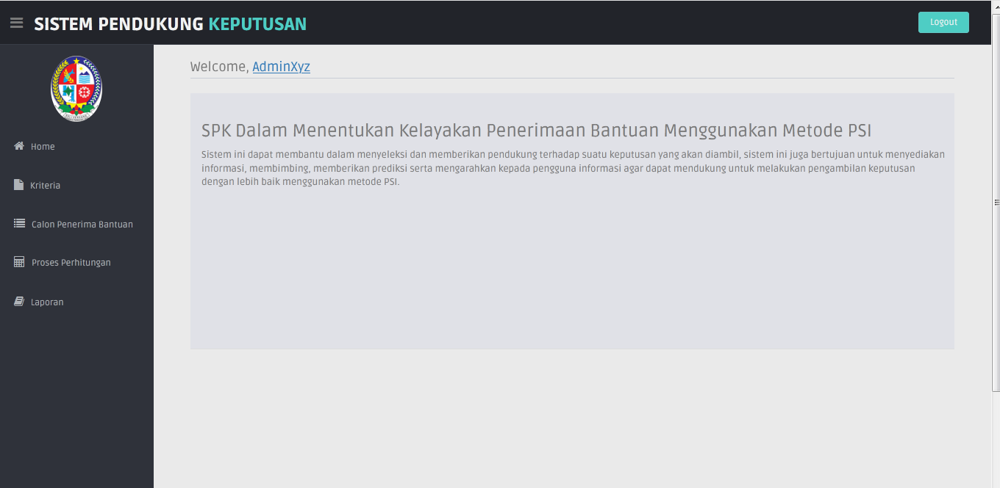 SISTEM PENDUKUNG KEPUTUSAN
Logout
Welcome, AdminXyz
Home
Kriteria
Calon Penerima Bantuan
Proses Perhitungan
Laporan
SPK Dalam Menentukan Kelayakan Penerimaan Bantuan Menggunakan Metode PSI
Sistem ini dapat membantu dalam menyeleksi dan memberikan pendukung terhadap suatu keputusan yang akan diambil, sistem ini juga bertujuan untuk menyediakan
informasi, membimbing, memberikan prediksi serta mengarahkan kepada pengguna informasi agar dapat mendukung untuk melakukan pengambilan keputusan
dengan lebih baik menggunakan metode PSI.